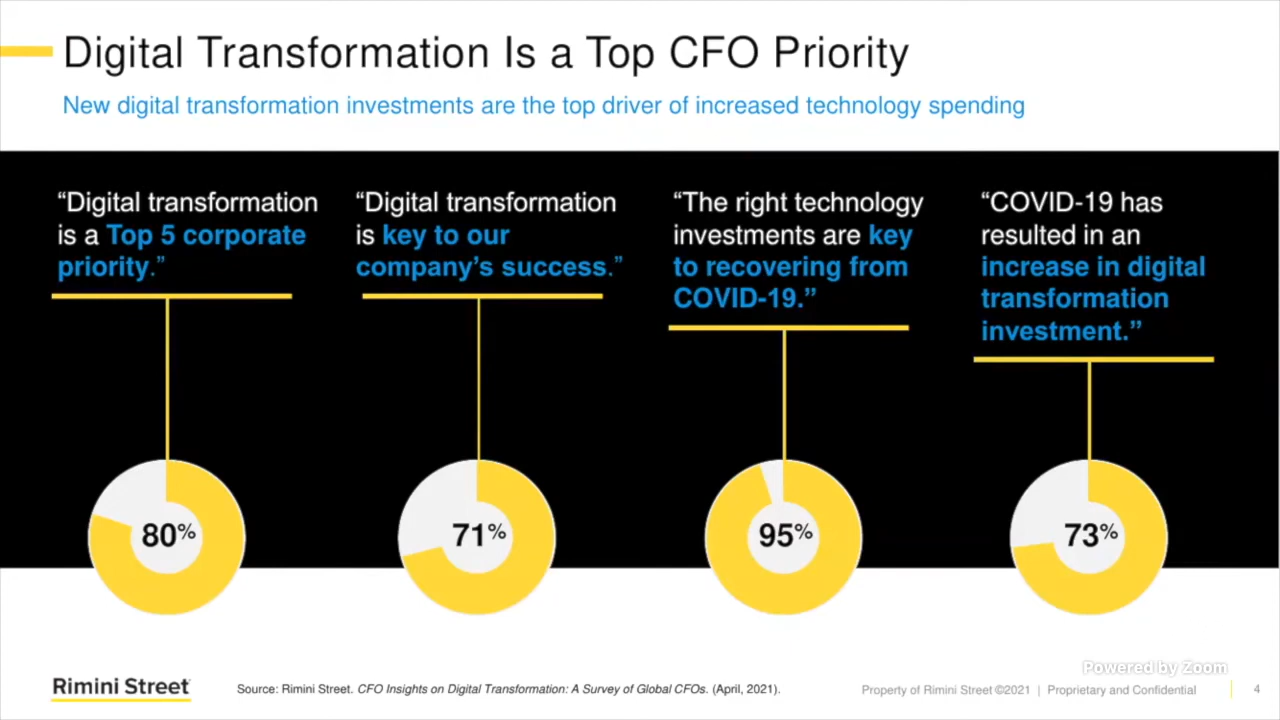 Digital Transformation Is a Top CFO Priority
New digital transformation investments are the top driver of increased technology spending
“Digital transformation
is a Top 5 corporate
priority.”
“Digital transformation
is key to our
company’s success.”
“The right technology
investments are key
to recovering from
COVID-19.”
“COVID-19 has
resulted in an
increase in digital
transformation
investment.”
80%
71%
95%
73%
Powered by Zoom
Rimini Street
Source: Rimini Street. CFO Insights on Digital Transformation: A Survey of Global CFOs. (April, 2021).
Property of Rimini Street ©2021 | Proprietary and Confidential
4